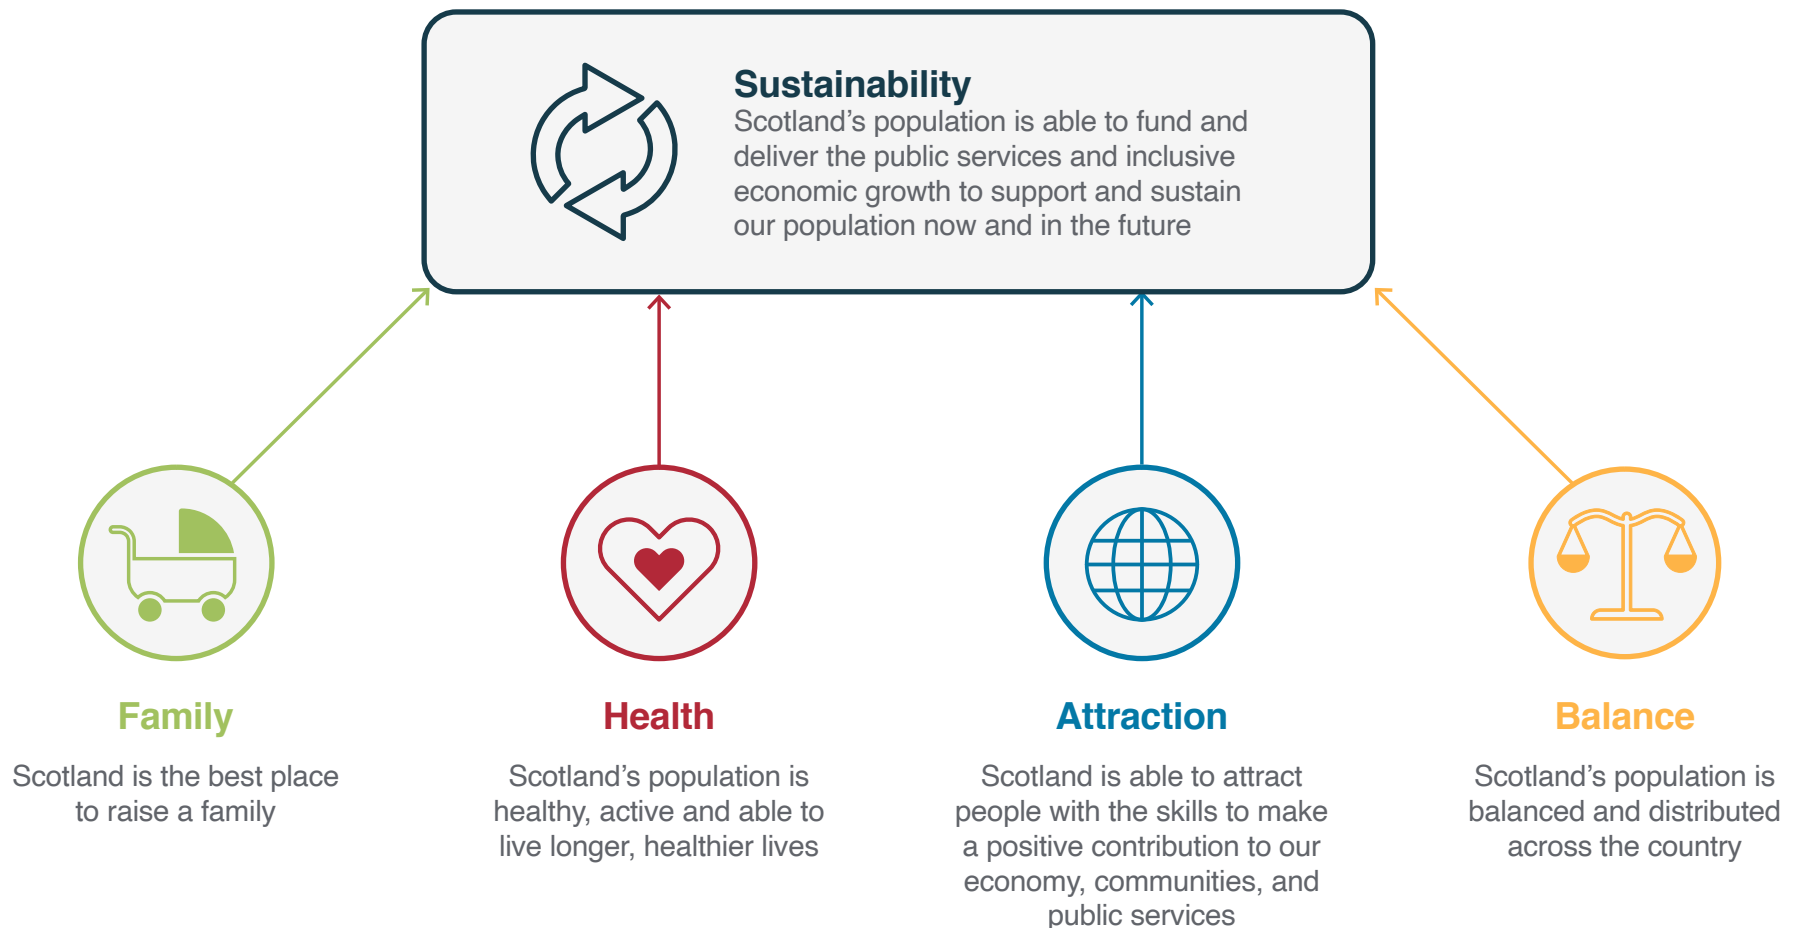 Sustainability
Scotland’s population is able to fund and
deliver the public services and inclusive
economic growth to support and sustain
our population now and in the future
Family
Scotland is the best place
to raise a family
Health
Scotland’s population is
healthy, active and able to
live longer, healthier lives
Attraction
Scotland is able to attract
people with the skills to make
a positive contribution to our
economy, communities, and
public services
Balance
Scotland’s population is
balanced and distributed
across the country